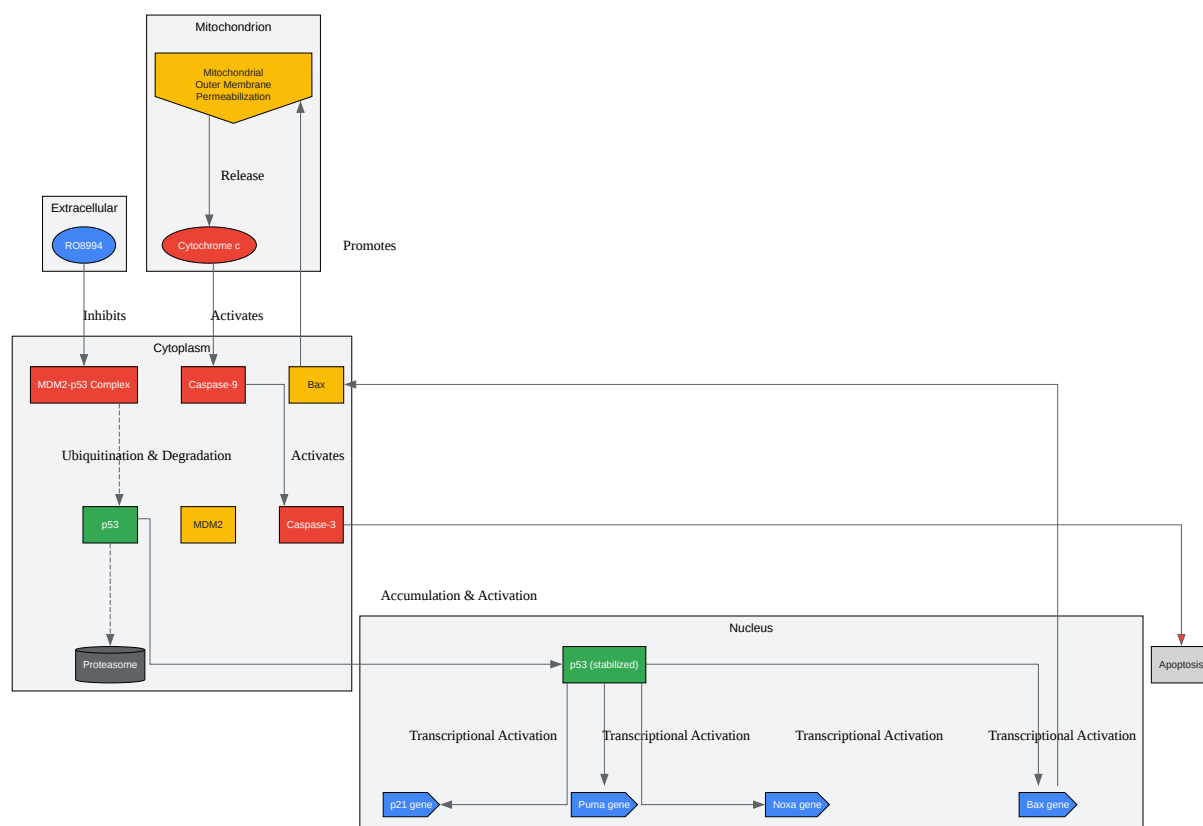 Mitochondrion
Mitochondrial
Outer Membrane
Permeabilization
Release
Extracellular
RO8994
Cytochrome c
Promotes
Inhibits
Activates
Cytoplasm
MDM2-p53 Complex
Caspase-9
Bax
Ubiquitination & Degradation
Activates
p53
MDM2
Caspase-3
Accumulation & Activation
Nucleus
Proteasome
p53 (stabilized)
Apoptosis
Transcriptional Activation
Transcriptional Activation
Transcriptional Activation
Transcriptional Activation
p21 gene
Puma gene
Noxa gene
Bax gene